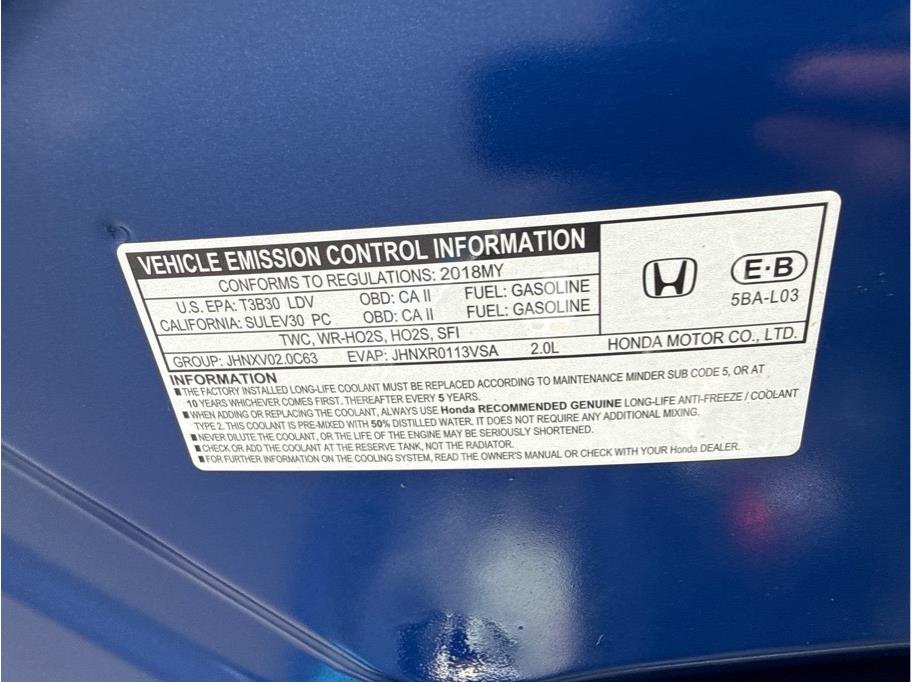 VEHICLE EMISSION CONTROL INFORMATION
CONFORMS TO REGULATIONS: 2018MY
U.S. EPA: T3B30 LDV OBD: CA II FUEL: GASOLINE
CALIFORNIA: SULEV30 PC OBD: CA II FUEL: GASOLINE
TWC, WR-HO2S, HO2S, SFI
GROUP: JHNXV02.0C63 EVAP: JHNXR0113VSA 2.0L
E·B
5BA-L03
HONDA MOTOR CO., LTD.
INFORMATION
■THE FACTORY INSTALLED LONG-LIFE COOLANT MUST BE REPLACED ACCORDING TO MAINTENANCE MINDER SUB CODE 5, OR AT
10 YEARS WHICHEVER COMES FIRST. THEREAFTER EVERY 5 YEARS.
■WHEN ADDING OR REPLACING THE COOLANT, ALWAYS USE Honda RECOMMENDED GENUINE LONG-LIFE ANTI-FREEZE / COOLANT
TYPE 2. THIS COOLANT IS PRE-MIXED WITH 50% DISTILLED WATER. IT DOES NOT REQUIRE ANY ADDITIONAL MIXING.
■NEVER DILUTE THE COOLANT, OR THE LIFE OF THE ENGINE MAY BE SERIOUSLY SHORTENED.
■CHECK OR ADD THE COOLANT AT THE RESERVE TANK, NOT THE RADIATOR.
■FOR FURTHER INFORMATION ON THE COOLING SYSTEM, READ THE OWNER'S MANUAL OR CHECK WITH YOUR Honda DEALER.